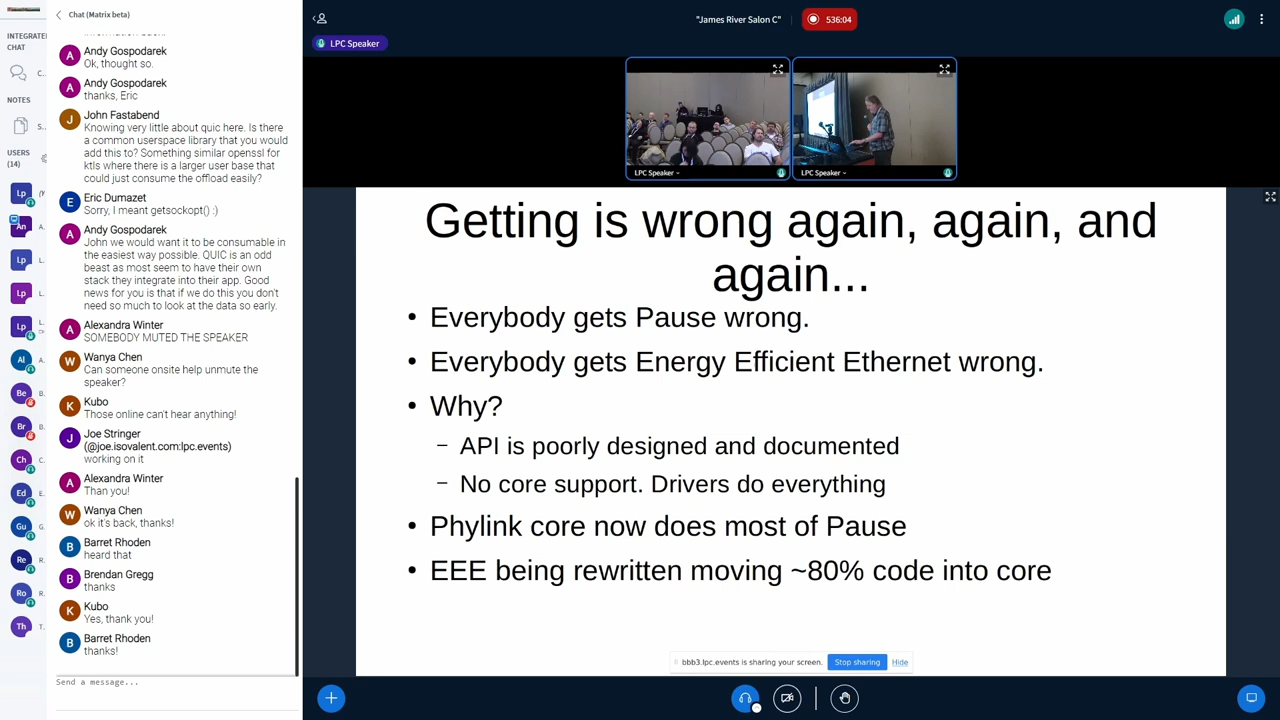 Chat (Matrix beta)
"James River Salon C"
536:04
LPC Speaker
INTEGRATE
CHAT
C..
NOTES
S...
USERS
(14)
Andy Gospodarek
Ok, thought so.
Andy Gospodarek
thanks, Eric
John Fastabend
Knowing very little about quic here. Is there
a common userspace library that you would
add this to? Something similar openssl for
ktls where there is a larger user base that
could just consume the offload easily?
Eric Dumazet
Sorry, I meant getsockopt() :)
Andy Gospodarek
John we would want it to be consumable in
the easiest way possible. QUIC is an odd
beast as most seem to have their own
stack they integrate into their app. Good
news for you is that if we do this you don't
need so much to look at the data so early.
Alexandra Winter
SOMEBODY MUTED THE SPEAKER
Wanya Chen
Can someone onsite help unmute the
speaker?
Kubo
Those online can't hear anything!
Joe Stringer
(@joe.isovalent.com:lpc.events)
working on it
Alexandra Winter
Than you!
Wanya Chen
ok it's back, thanks!
Barret Rhoden
heard that
Brendan Gregg
thanks
Kubo
Yes, thank you!
Barret Rhoden
thanks!
Send a message...
LPC Speaker
LPC Speaker
Getting is wrong again, again, and
again...
• Everybody gets Pause wrong.
• Everybody gets Energy Efficient Ethernet wrong.
• Why?
– API is poorly designed and documented
– No core support. Drivers do everything
• Phylink core now does most of Pause
• EEE being rewritten moving ~80% code into core
bbb3.lpc.events is sharing your screen.
Stop sharing
Hide